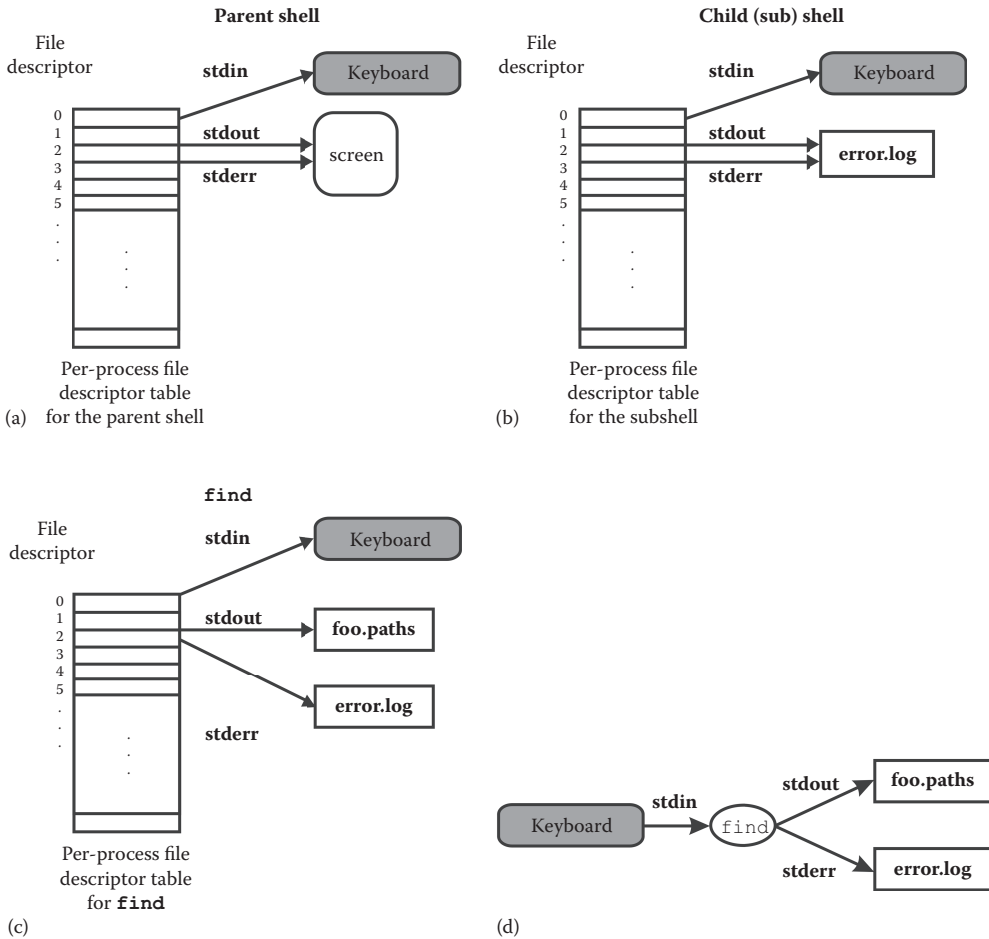 Parent shell
File
descriptor
stdin
Keyboard
0
1
2
3
4
5
.
.
.
stdout
stderr
screen
.
.
.
Per-process file
descriptor table
for the parent shell
(a)
Child (sub) shell
File
descriptor
stdin
Keyboard
0
1
2
3
4
5
.
.
.
stdout
stderr
error.log
.
.
.
Per-process file
descriptor table
for the subshell
(b)
find
File
descriptor
stdin
Keyboard
0
1
2
3
4
5
.
.
.
stdout
foo.paths
error.log
stderr
.
.
.
Per-process file
descriptor table
for find
(c)
Keyboard
stdin
find
stdout
foo.paths
stderr
error.log
(d)